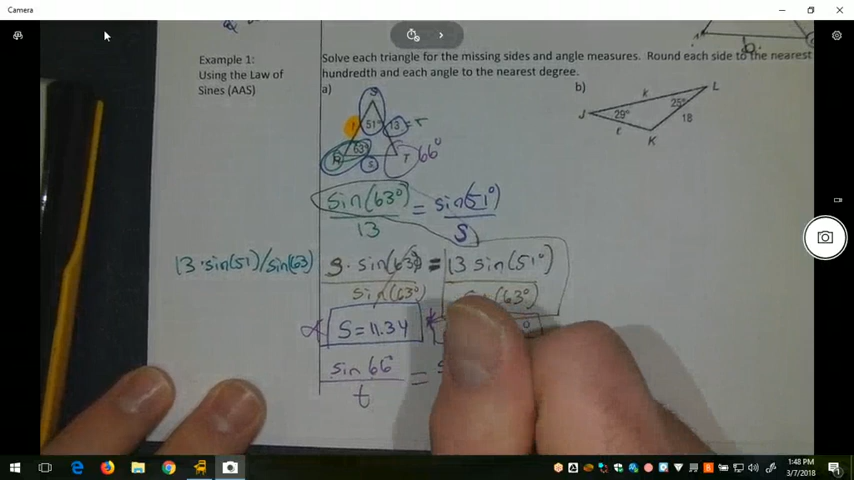 Camera
Example 1:
Using the Law of
Sines (AAS)
Solve each triangle for the missing sides and angle measures. Round each side to the nearest
hundredth and each angle to the nearest degree.
a)
b)
S
51°
13 = r
63°
R
S
T
66°
J
k
L
29°
25°
18
t
K
sin(63°) = sin(51°)
13
S
13·sin(51)/sin(63)
S·sin(63°) = 13 sin(51°)
sin(63°)
sin(63°)
S=11.34
sin 66° =
t
1:48 PM
3/7/2018